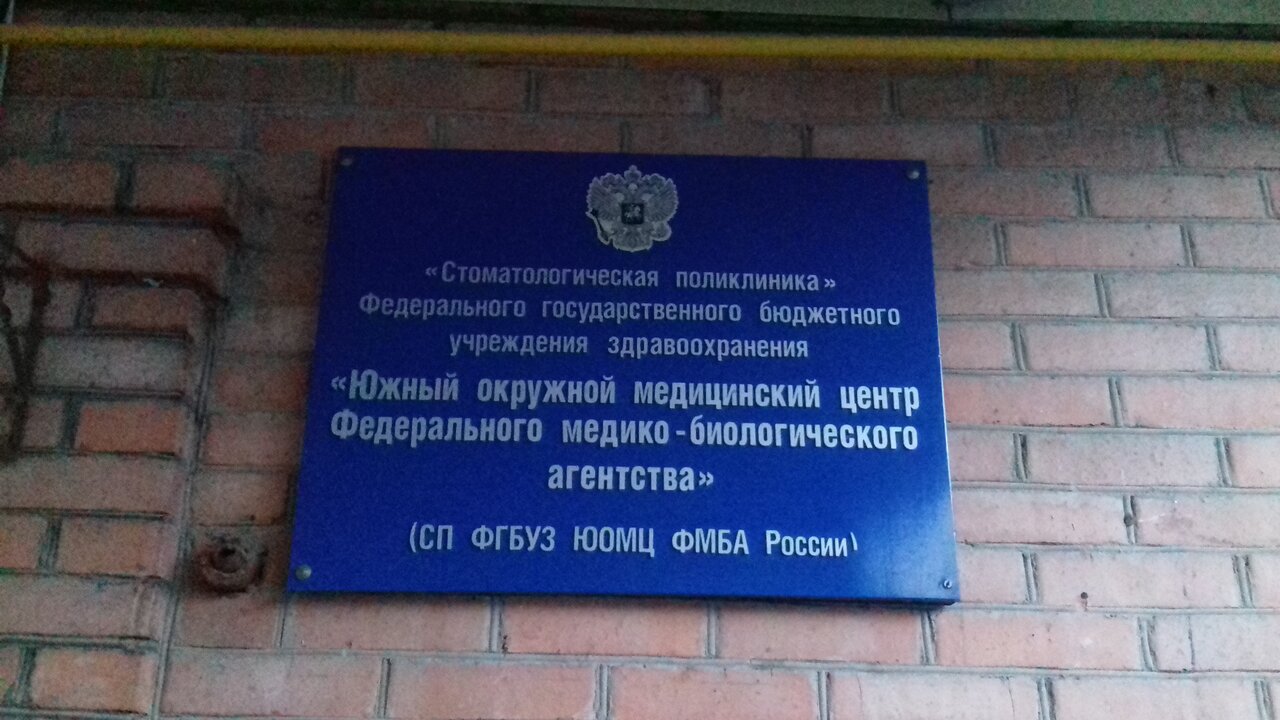 «Стоматологическая поликлиника»
Федерального государственного бюджетного
учреждения здравоохранения
«Южный окружной медицинский центр
Федерального медико-биологического
агентства»
(СП ФГБУЗ ЮОМЦ ФМБА России)